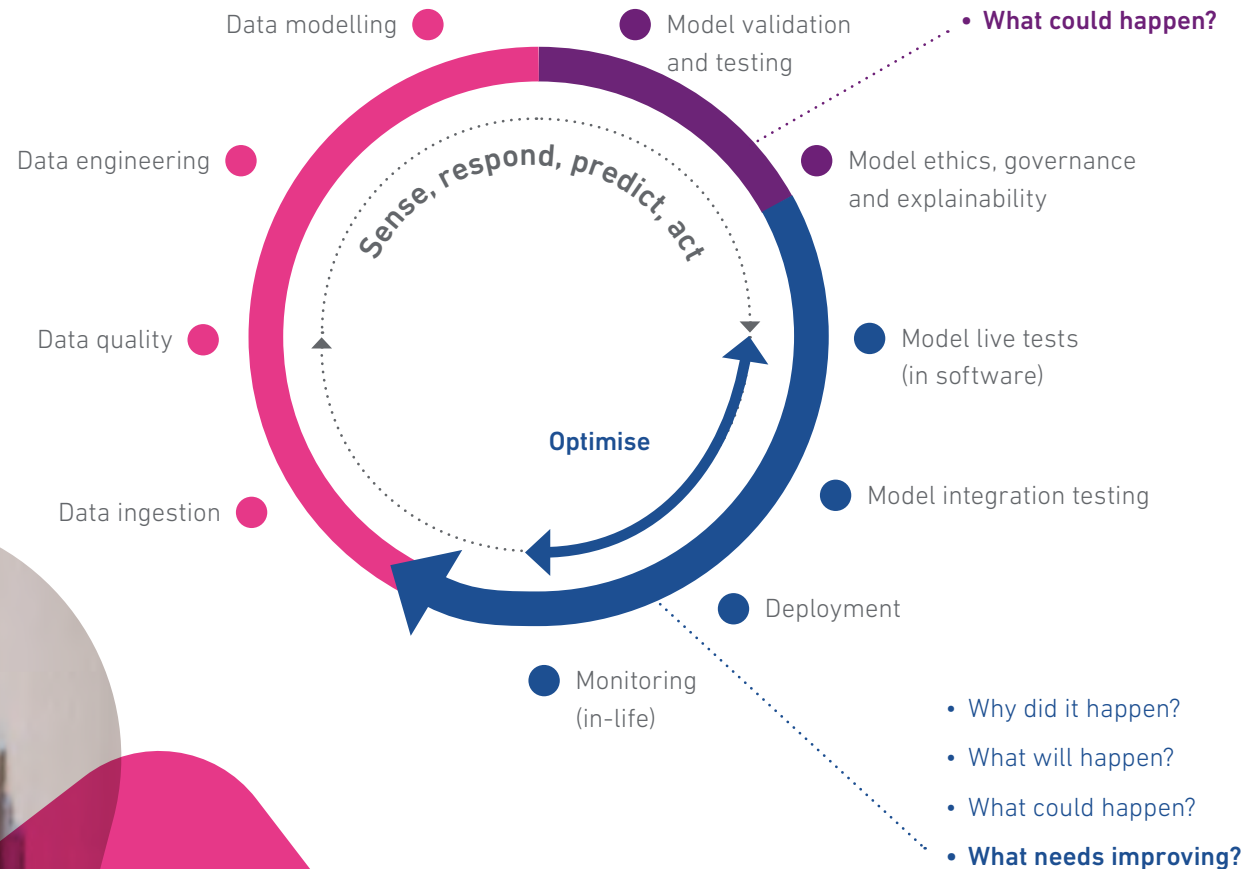 Data modelling
Model validation
and testing
• What could happen?
Data engineering
Sense, respond, predict, act
Model ethics, governance
and explainability
Data quality
Model live tests
(in software)
Optimise
Data ingestion
Model integration testing
Deployment
Monitoring
(in-life)
• Why did it happen?
• What will happen?
• What could happen?
• What needs improving?